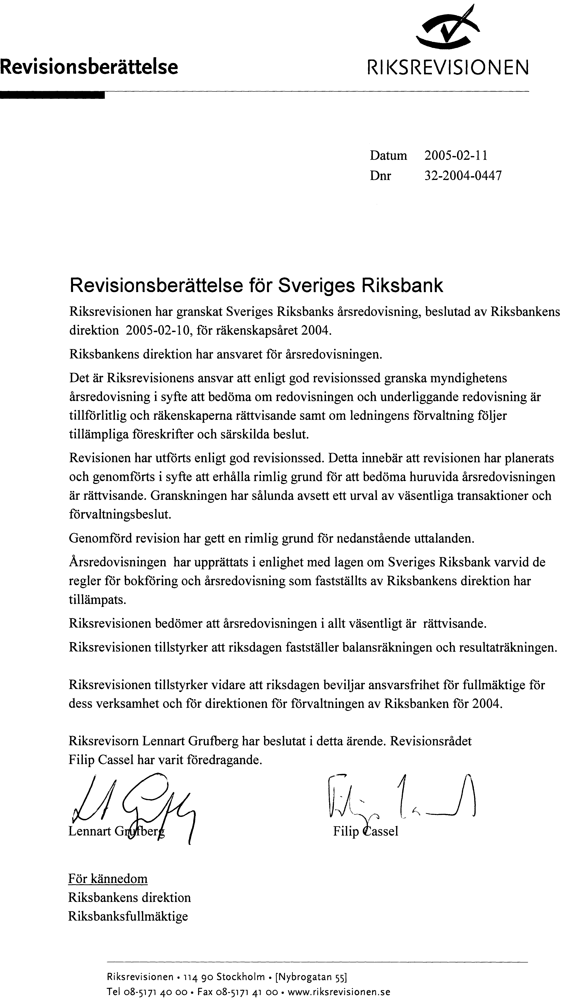 Revisionsberättelse
RIKSREVISIONEN
Datum 2005-02-11
Dnr 32-2004-0447
Revisionsberättelse för Sveriges Riksbank
Riksrevisionen har granskat Sveriges Riksbanks årsredovisning, beslutad av Riksbankens
direktion 2005-02-10, för räkenskapsåret 2004.
Riksbankens direktion har ansvaret för årsredovisningen.
Det är Riksrevisionens ansvar att enligt god revisionssed granska myndighetens
årsredovisning i syfte att bedöma om redovisningen och underliggande redovisning är
tillförlitlig och räkenskaperna rättvisande samt om ledningens förvaltning följer
tillämpliga föreskrifter och särskilda beslut.
Revisionen har utförts enligt god revisionssed. Detta innebär att revisionen har planerats
och genomförts i syfte att erhålla rimlig grund för att bedöma huruvida årsredovisningen
är rättvisande. Granskningen har sålunda avsett ett urval av väsentliga transaktioner och
förvaltningsbeslut.
Genomförd revision har gett en rimlig grund för nedanstående uttalanden.
Årsredovisningen har upprättats i enlighet med lagen om Sveriges Riksbank varvid de
regler för bokföring och årsredovisning som fastställts av Riksbankens direktion har
tillämpats.
Riksrevisionen bedömer att årsredovisningen i allt väsentligt är rättvisande.
Riksrevisionen tillstyrker att riksdagen fastställer balansräkningen och resultaträkningen.
Riksrevisionen tillstyrker vidare att riksdagen beviljar ansvarsfrihet för fullmäktige för
dess verksamhet och för direktionen för förvaltningen av Riksbanken för 2004.
Riksrevisorn Lennart Grufberg har beslutat i detta ärende. Revisionsrådet
Filip Cassel har varit föredragande.
Lennart Grufberg Filip Cassel
För kännedom
Riksbankens direktion
Riksbanksfullmäktige
Riksrevisionen • 114 90 Stockholm • [Nybrogatan 55]
Tel 08-5171 40 00 • Fax 08-5171 41 00 • www.riksrevisionen.se